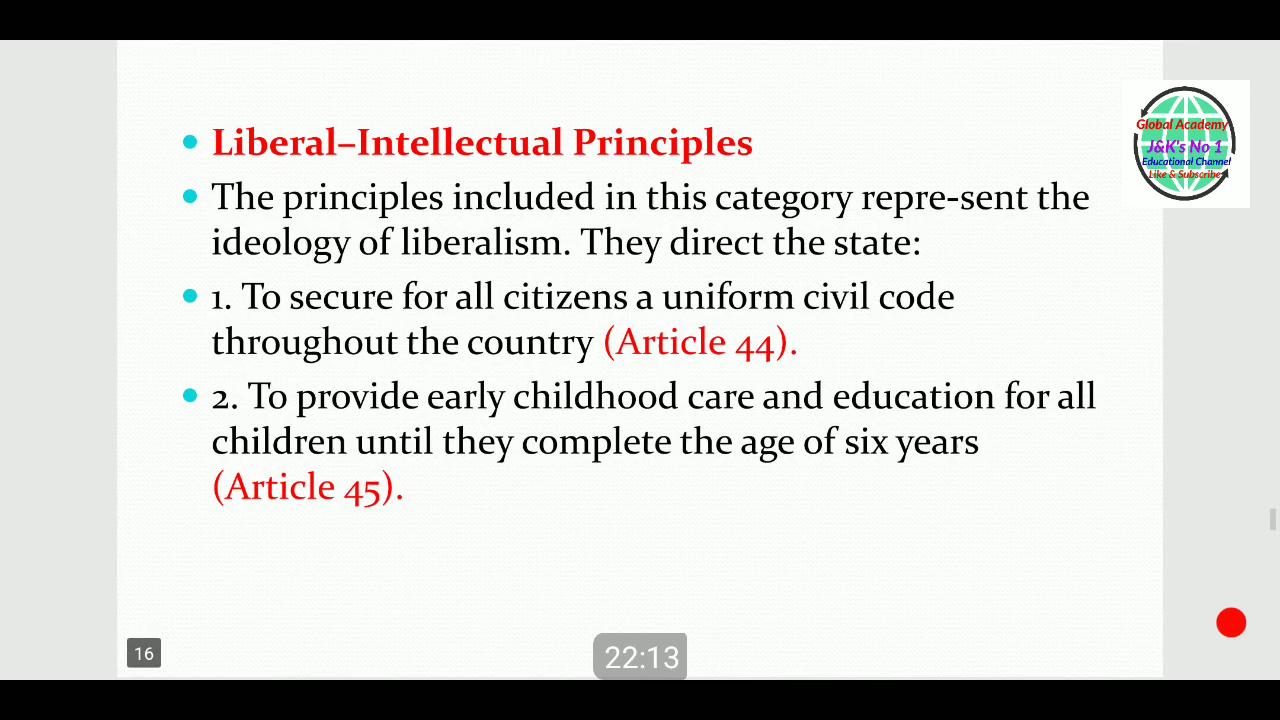 Liberal–Intellectual Principles
The principles included in this category repre-sent the
ideology of liberalism. They direct the state:
1. To secure for all citizens a uniform civil code
throughout the country (Article 44).
2. To provide early childhood care and education for all
children until they complete the age of six years
(Article 45).
Global Academy
J&K's No 1
Educational Channel
Like & Subscribe
16
22:13